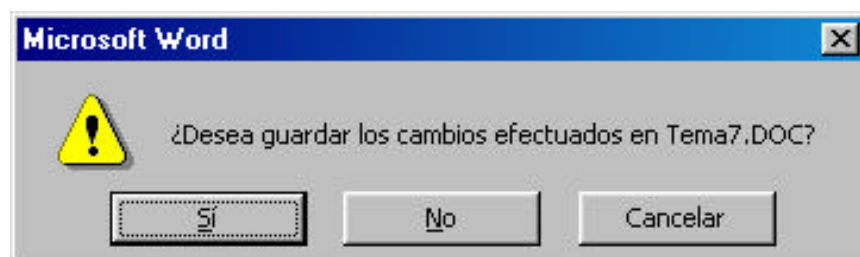 Microsoft Word
¿Desea guardar los cambios efectuados en Tema7.DOC?
Sí No Cancelar